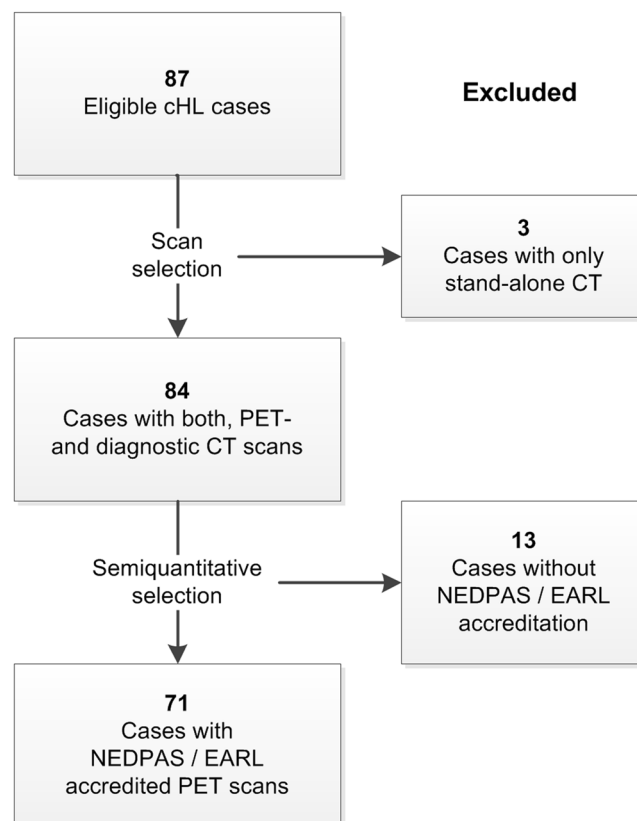 87
Eligible cHL cases
Excluded
Scan
selection
3
Cases with only
stand-alone CT
84
Cases with both, PET-
and diagnostic CT scans
Semiquantitative
selection
13
Cases without
NEDPAS / EARL
accreditation
71
Cases with
NEDPAS / EARL
accredited PET scans